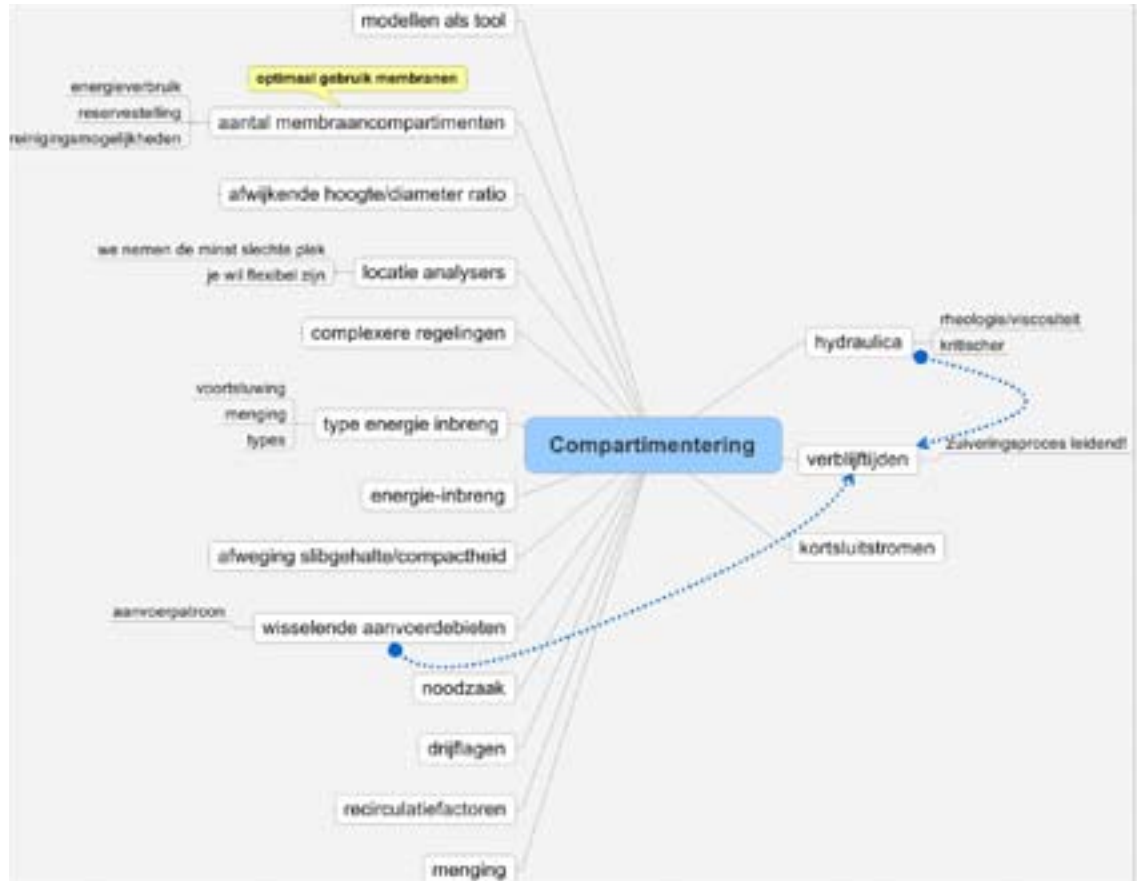 modellen als tool
optimaal gebruik membranen
energieverbruik
reservestelling
reinigingsmogelijkheden
aantal membraancompartimenten
afwijkende hoogte/diameter ratio
we nemen de minst slechte plek
je wil flexibel zijn
locatie analysers
complexere regelingen
voortstuwing
menging
types
type energie inbreng
energie-inbreng
afweging slibgehalte/compactheid
aanvoerpatroon
wisselende aanvoerdebieten
noodzaak
drijflagen
recirculatiefactoren
menging
Compartimentering
hydraulica
rheologie/viscositeit
kritischer
verblijftijden
zuiveringsproces leidend!
kortsluitstromen